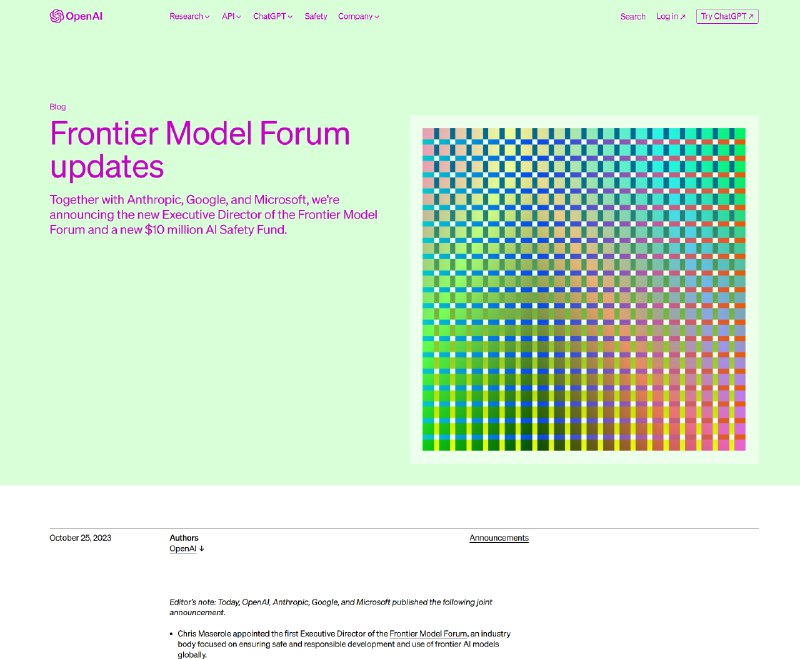 OpenAI
Research API ChatGPT Safety Company
Search Log in ↗ Try ChatGPT ↗
Blog
Frontier Model Forum
updates
Together with Anthropic, Google, and Microsoft, we're
announcing the new Executive Director of the Frontier Model
Forum and a new $10 million AI Safety Fund.
October 25, 2023
Authors
OpenAI ↓
Announcements
Editor's note: Today, OpenAI, Anthropic, Google, and Microsoft published the following joint
announcement.
• Chris Meserole appointed the first Executive Director of the Frontier Model Forum, an industry
body focused on ensuring safe and responsible development and use of frontier AI models
globally.